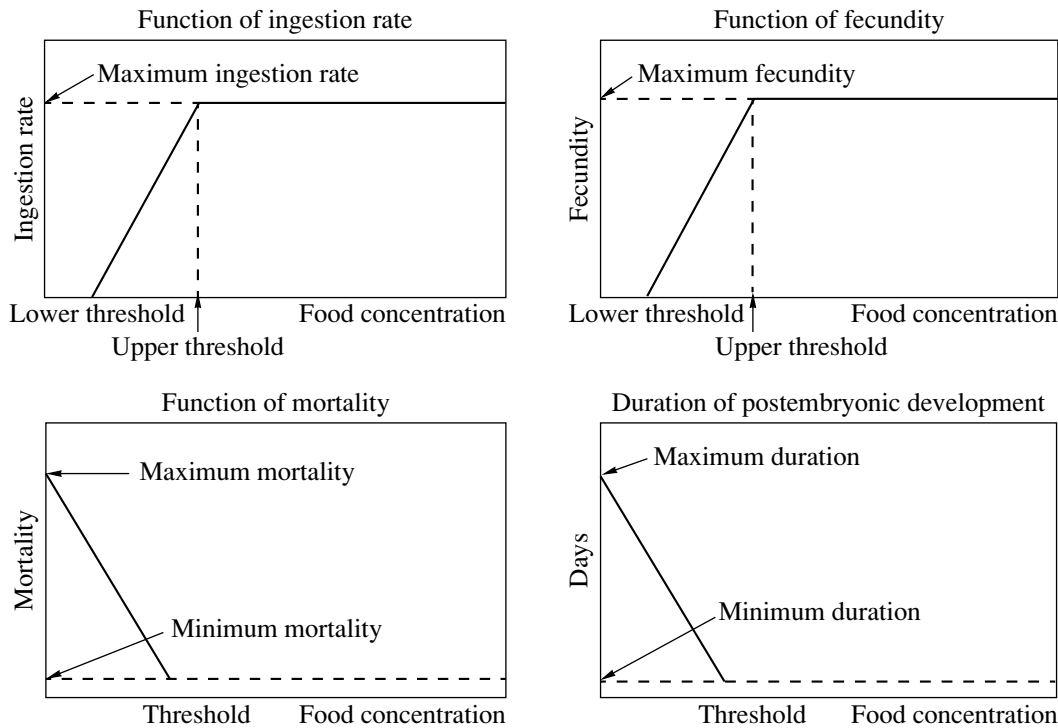 Function of ingestion rate
Maximum ingestion rate
Ingestion rate
Lower threshold
Food concentration
Upper threshold
Function of fecundity
Maximum fecundity
Fecundity
Lower threshold
Food concentration
Upper threshold
Function of mortality
Maximum mortality
Mortality
Minimum mortality
Threshold
Food concentration
Duration of postembryonic development
Maximum duration
Days
Minimum duration
Threshold
Food concentration